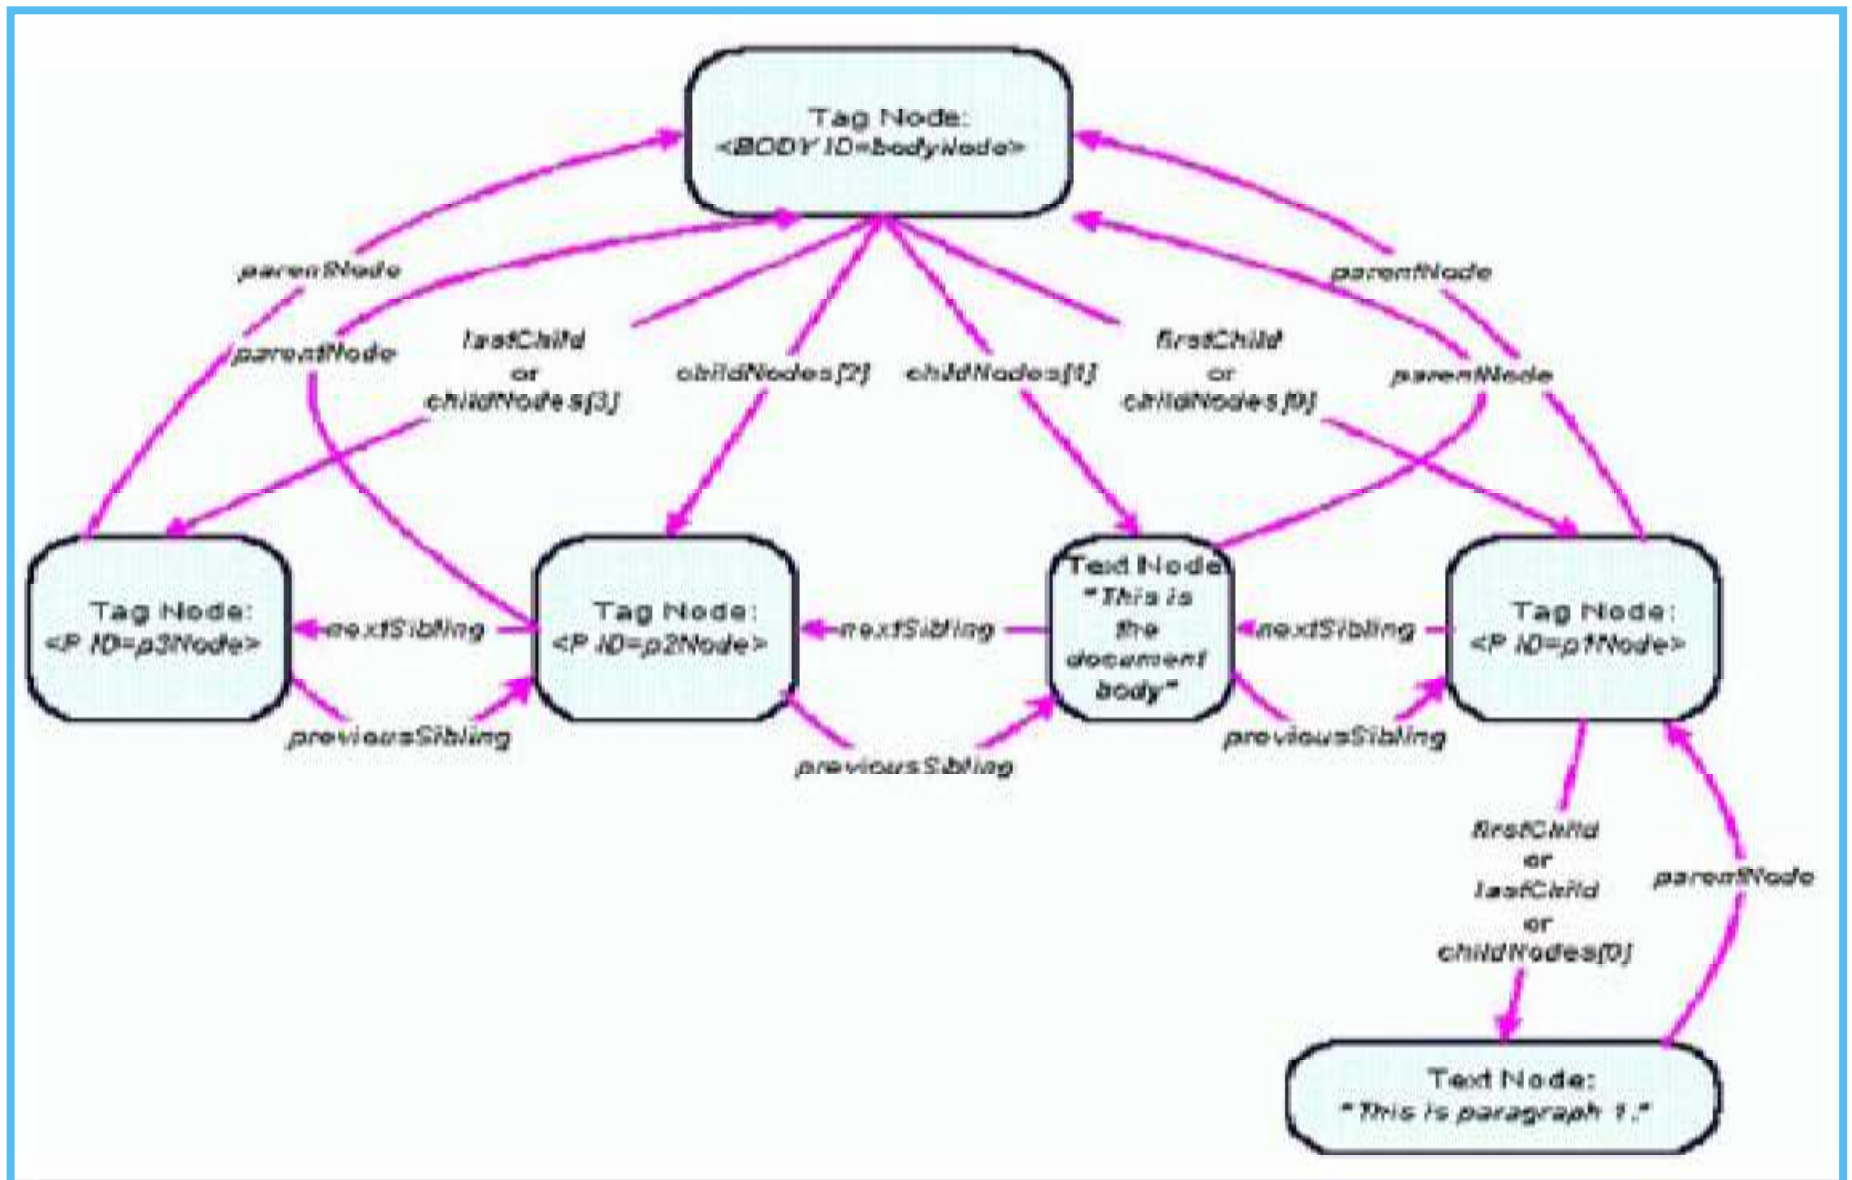 Tag Node:
<BODY ID=bodyNode>
parentNode
parentNode
parentNode
parentNode
lastChild
or
childNodes[3]
childNodes[2]
childNodes[1]
firstChild
or
childNodes[0]
Tag Node:
<P ID=p3Node>
nextSibling
previousSibling
Tag Node:
<P ID=p2Node>
nextSibling
previousSibling
Text Node:
"This is
the
document
body"
nextSibling
previousSibling
Tag Node:
<P ID=p1Node>
firstChild
or
lastChild
or
childNodes[0]
parentNode
Text Node:
"This is paragraph 1."